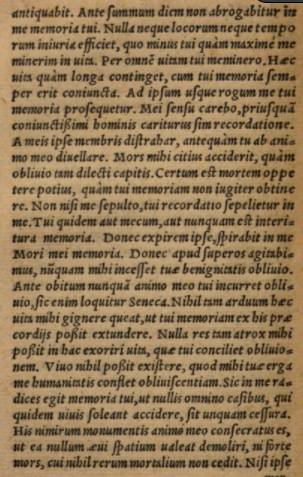 antiquabit. Ante summum diem non abrogabitur in
me memoria tui. Nulla neque locorum neque tempo
rum iniuria efficiet, quo minus tui quàm maxime me
minerim in uita. Per omnẽ uitam tui meminero. Hæc
uita quàm longa continget, cum tui memoria sem=
per erit coniuncta. Ad ipsum usque rogum me tui
memoria prosequetur. Mei sensu carebo, priusquã
coniunctißimi hominis cariturus sim recordatione.
A meis ipse membris distrahar, antequàm tu ab ani=
mo meo diuellare. Mors mihi citius acciderit, quàm
obliuio tam dilecti capitis. Certum est mortem oppe
tere potius, quàm tui memoriam non iugiter obtine
re. Non nisi me sepulto, tui recordatio sepelietur in
me. Tui quidem aut mecum, aut nunquam est interi=
tura memoria. Donec expirem ipse, spirabit in me
Mori mei memoria. Donec apud superos agitabi=
mus, nũquam mihi incesset tuæ benignitatis obliuio.
Ante obitum nunquã animo meo tui incurret obli=
uio, sic enim loquitur Seneca. Nihil tam arduum hæc
uita mihi gignere queat, ut tui memoriam ex his præ
cordijs poßit extundere. Nulla res tam atrox mihi
poßit in hac exoriri uita, quæ tui conciliet obliuio=
nem. Viuo nihil poßit existere, quod mihi tuæ erga
me humanitatis conflet obliuiscentiam. Sic in me ra=
dices egit memoria tui, ut nullis omnino casibus, qui
quidem uiuis soleant accidere, sit unquam cessura.
His nimirum monumentis animo meo consecratus es,
ut ea nullum æui spatium ualeat demoliri, ni forte
mors, cui nihil rerum mortalium non cedit. Nisi ipse